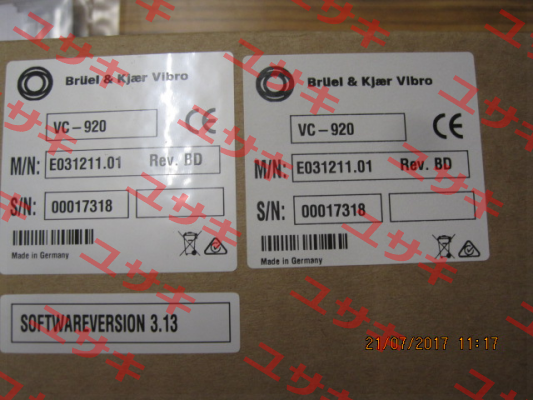 Brüel & Kjær Vibro
VC-920
CE
M/N: E031211.01 Rev. BD
S/N: 00017318
Made in Germany
Brüel & Kjær Vibro
VC-920
CE
M/N: E031211.01 Rev. BD
S/N: 00017318
Made in Germany
SOFTWAREVERSION 3.13
21/07/2017 11:17
ユサキ